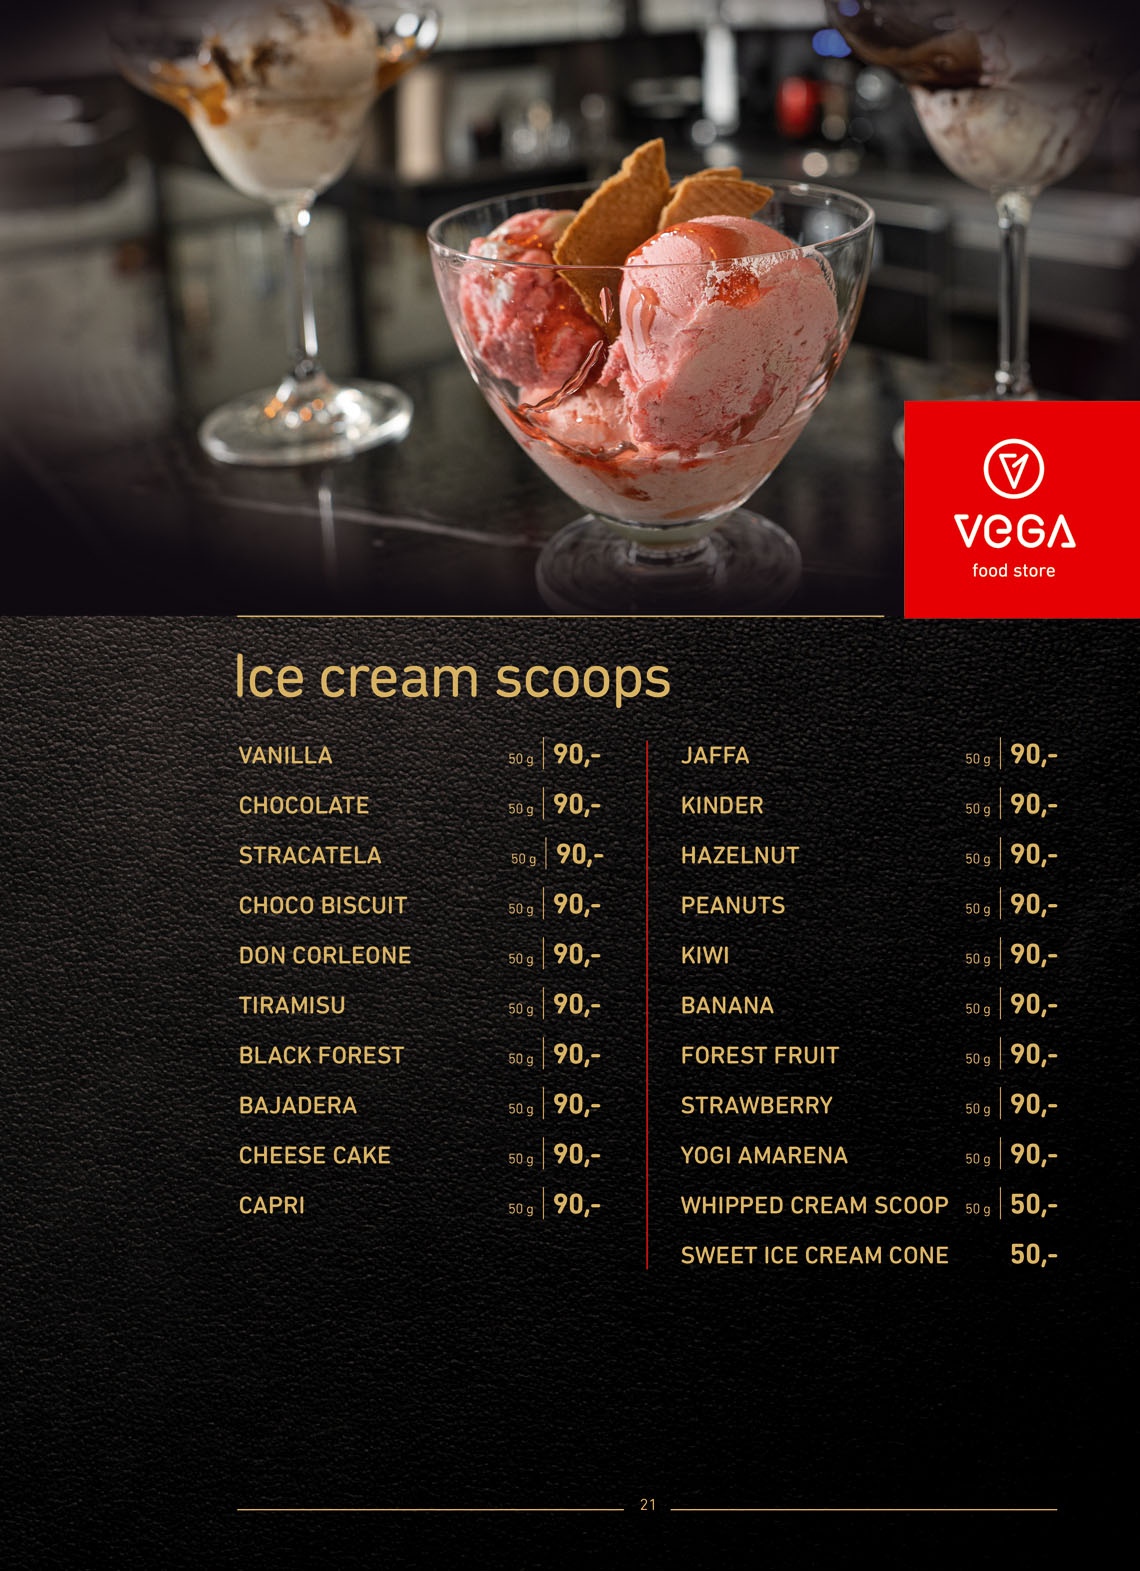 VEGA
food store
Ice cream scoops
VANILLA 50 g 90,-
CHOCOLATE 50 g 90,-
STRACATELA 50 g 90,-
CHOCO BISCUIT 50 g 90,-
DON CORLEONE 50 g 90,-
TIRAMISU 50 g 90,-
BLACK FOREST 50 g 90,-
BAJADERA 50 g 90,-
CHEESE CAKE 50 g 90,-
CAPRI 50 g 90,-
JAFFA 50 g 90,-
KINDER 50 g 90,-
HAZELNUT 50 g 90,-
PEANUTS 50 g 90,-
KIWI 50 g 90,-
BANANA 50 g 90,-
FOREST FRUIT 50 g 90,-
STRAWBERRY 50 g 90,-
YOGI AMARENA 50 g 90,-
WHIPPED CREAM SCOOP 50 g 50,-
SWEET ICE CREAM CONE 50,-
21